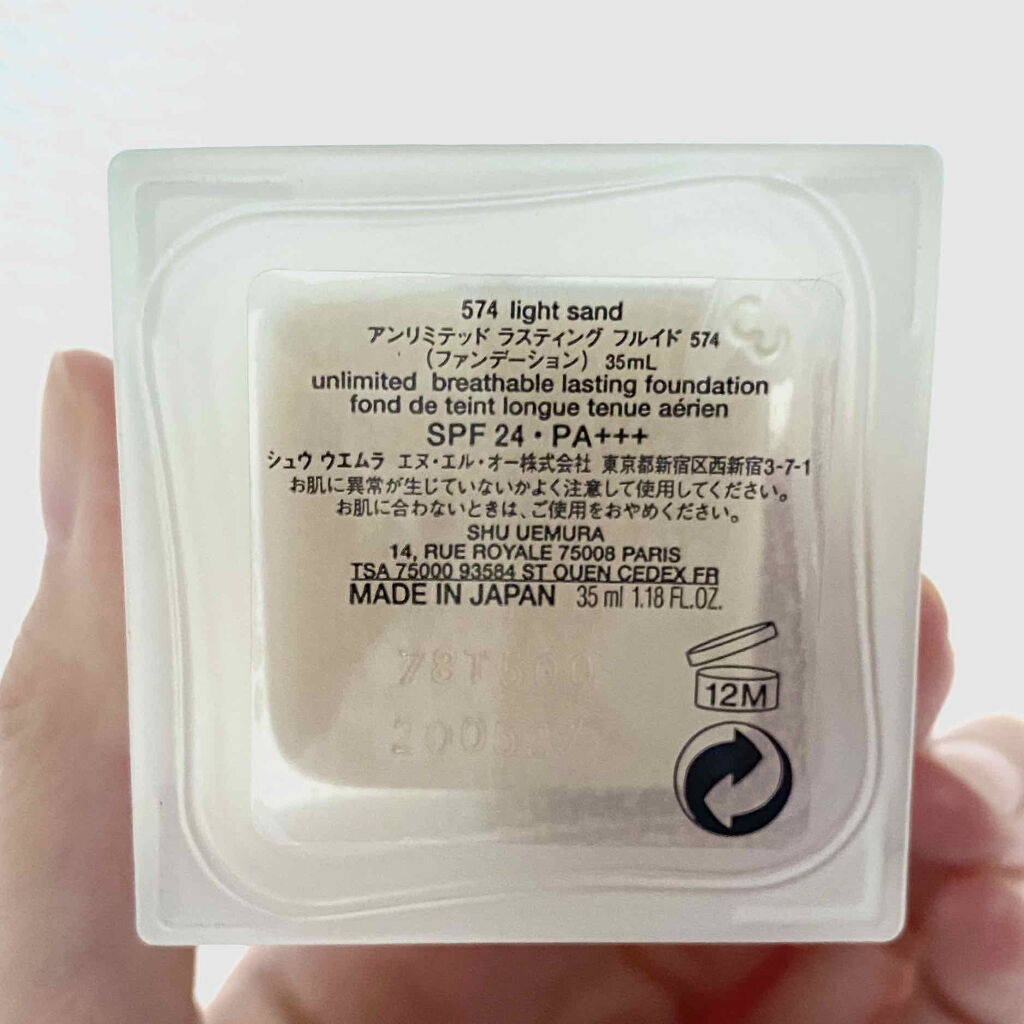 574 light sand
アンリミテッド ラスティング フルイド 574
(ファンデーション) 35mL
unlimited breathable lasting foundation
fond de teint longue tenue aérien
SPF 24・PA+++
シュウ ウエムラ エヌ・エル・オー株式会社 東京都新宿区西新宿3-7-1
お肌に異常が生じていないかよく注意して使用してください。
お肌に合わないときは、ご使用をおやめください。
SHU UEMURA
14, RUE ROYALE 75008 PARIS
TSA 75000 93584 ST OUEN CEDEX FR
MADE IN JAPAN 35 ml 1.18 FL.OZ.
12M